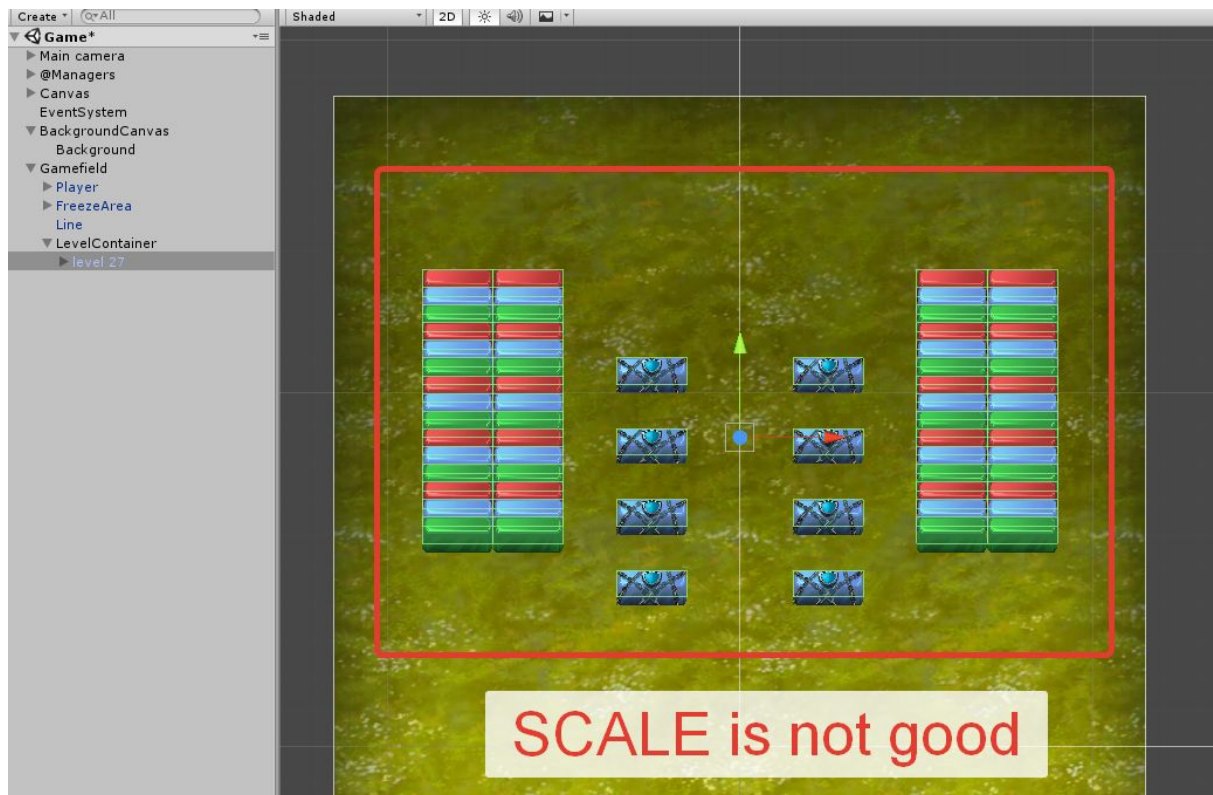 Create All Shaded 2D
Game*
Main camera
@Managers
Canvas
EventSystem
BackgroundCanvas
Background
Gamefield
Player
FreezeArea
Line
LevelContainer
level 27
SCALE is not good